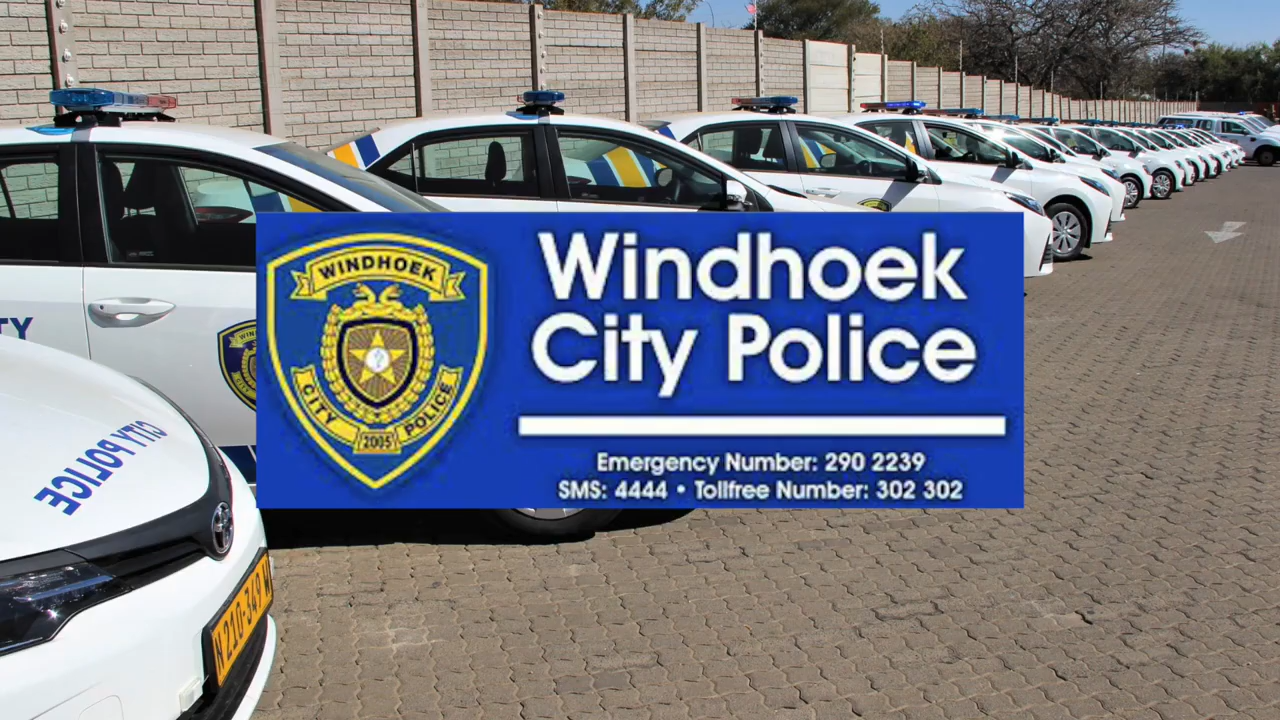 WINDHOEK
CITY POLICE
2005
Windhoek
City Police
Emergency Number: 290 2239
SMS: 4444 • Tollfree Number: 302 302
TY
CITY POLICE
N 210-349 W